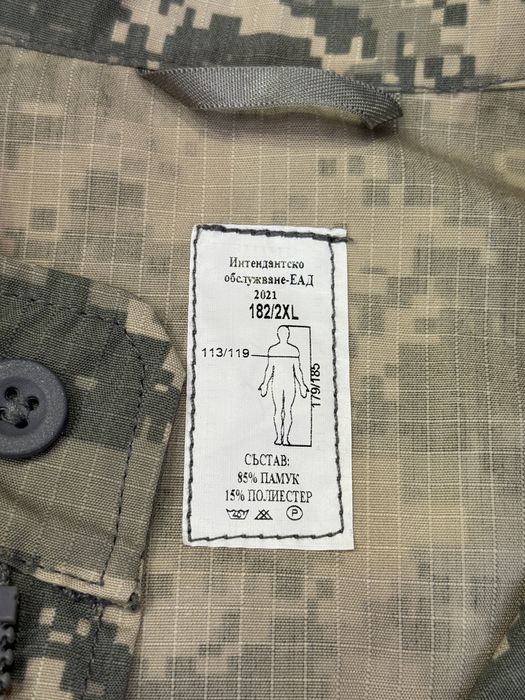 Интендантско
обслужване-ЕАД
2021
182/2XL
113/119
179/185
СЪСТАВ:
85% ПАМУК
15% ПОЛИЕСТЕР
P